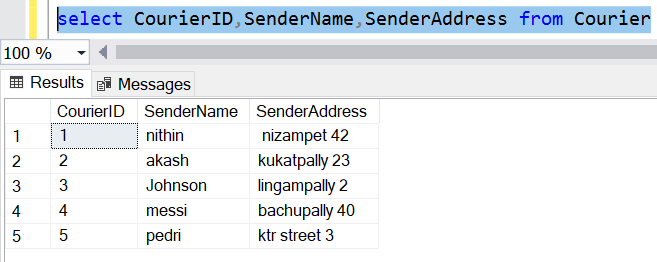 select CourierID,SenderName,SenderAddress from Courier
100 %
Results Messages
CourierID SenderName SenderAddress
1 1 nithin nizampet 42
2 2 akash kukatpally 23
3 3 Johnson lingampally 2
4 4 messi bachupally 40
5 5 pedri ktr street 3